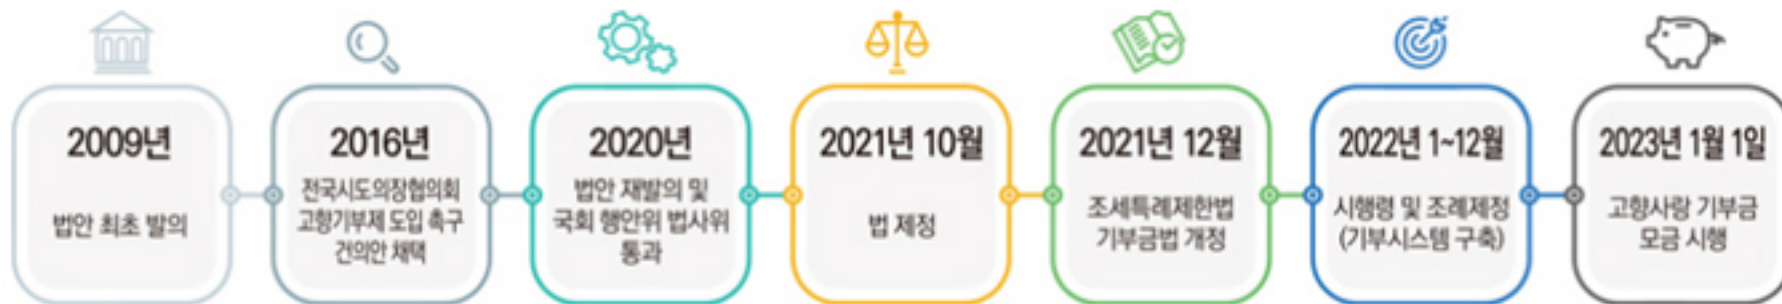 2009년
법안 최초 발의
2016년
전국시도의장협의회
고향기부제 도입 촉구
건의안 채택
2020년
법안 재발의 및
국회 행안위 법사위
통과
2021년 10월
법 제정
2021년 12월
조세특례제한법
기부금법 개정
2022년 1~12월
시행령 및 조례제정
(기부시스템 구축)
2023년 1월 1일
고향사랑 기부금
모금 시행